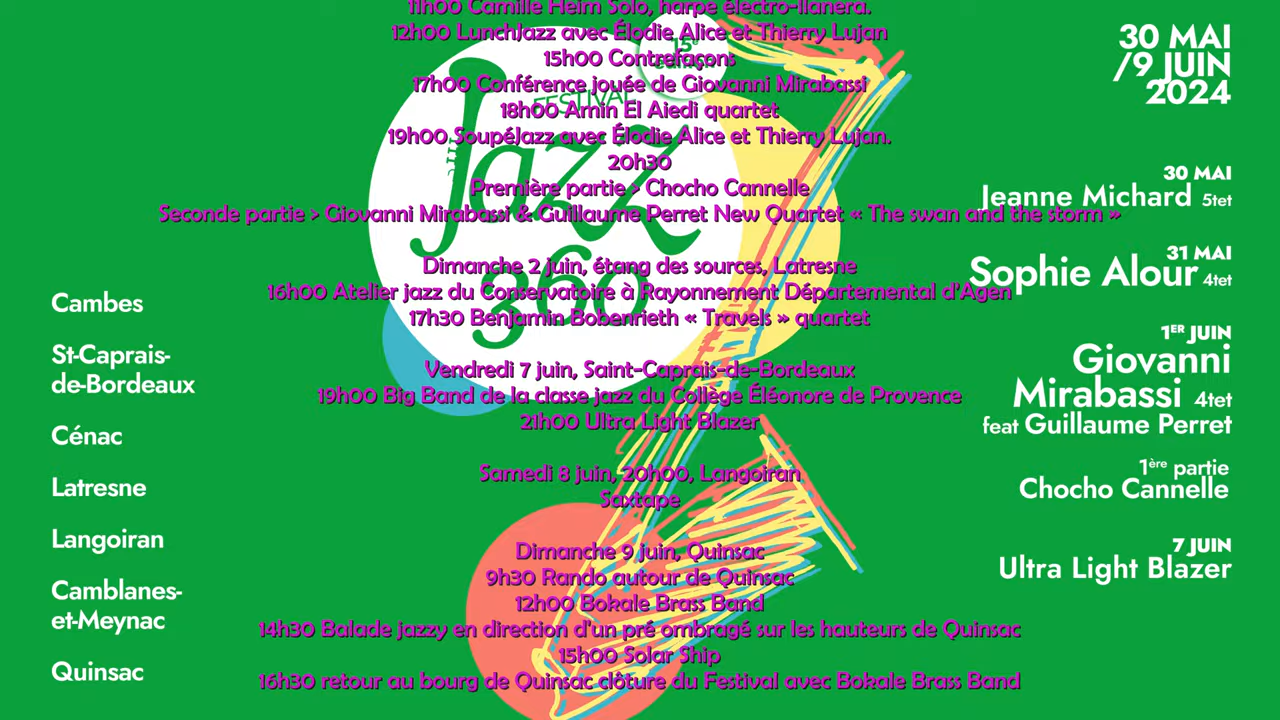 11h00 Camille Heim Solo, harpe électro-llanera.
12h00 LunchJazz avec Élodie Alice et Thierry Lujan
15h00 Contrefaçons
17h00 Conférence jouée de Giovanni Mirabassi
18h00 Amin El Aiedi quartet
19h00 SoupéJazz avec Élodie Alice et Thierry Lujan.
20h30
Première partie > Chocho Cannelle
Seconde partie > Giovanni Mirabassi & Guillaume Perret New Quartet « The swan and the storm »
Dimanche 2 juin, étang des sources, Latresne
16h00 Atelier jazz du Conservatoire à Rayonnement Départemental d'Agen
17h30 Benjamin Bobenrieth « Travels » quartet
Vendredi 7 juin, Saint-Caprais-de-Bordeaux
19h00 Big Band de la classe jazz du Collège Éléonore de Provence
21h00 Ultra Light Blazer
Samedi 8 juin, 20h00, Langoiran
Saxtape
Dimanche 9 juin, Quinsac
9h30 Rando autour de Quinsac
12h00 Bokale Brass Band
14h30 Balade jazzy en direction d'un pré ombragé sur les hauteurs de Quinsac
15h00 Solar Ship
16h30 retour au bourg de Quinsac clôture du Festival avec Bokale Brass Band
15e
FESTIVAL
Jazz
360
Cambes
St-Caprais-
de-Bordeaux
Cénac
Latresne
Langoiran
Camblanes-
et-Meynac
Quinsac
30 MAI
/9 JUIN
2024
30 MAI
Jeanne Michard 5tet
31 MAI
Sophie Alour 4tet
1ER JUIN
Giovanni
Mirabassi 4tet
feat Guillaume Perret
1ère partie
Chocho Cannelle
7 JUIN
Ultra Light Blazer